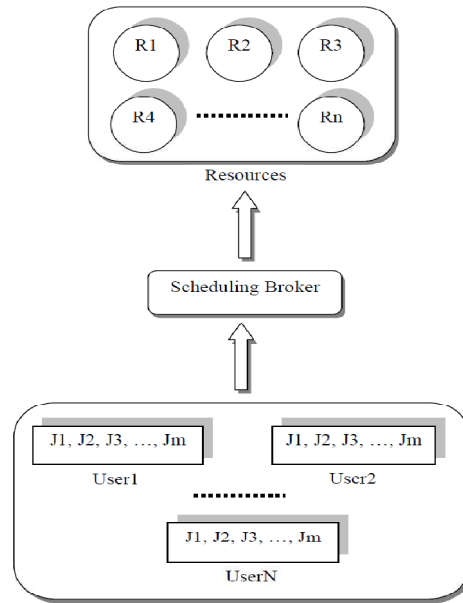 R1 R2 R3
R4 Rn
Resources
Scheduling Broker
J1, J2, J3, ..., Jm J1, J2, J3, ..., Jm
User1 User2
J1, J2, J3, ..., Jm
UserN